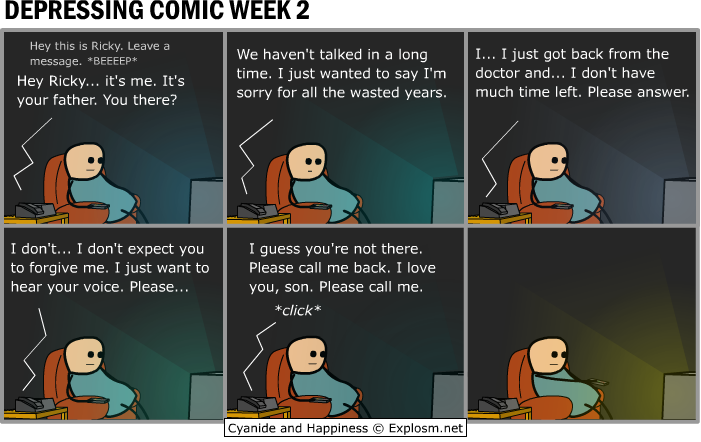 DEPRESSING COMIC WEEK 2
Hey this is Ricky. Leave a
message. *BEEEEP*
Hey Ricky... it's me. It's
your father. You there?
We haven't talked in a long
time. I just wanted to say I'm
sorry for all the wasted years.
I... I just got back from the
doctor and... I don't have
much time left. Please answer.
I don't... I don't expect you
to forgive me. I just want to
hear your voice. Please...
I guess you're not there.
Please call me back. I love
you, son. Please call me.
*click*
Cyanide and Happiness © Explosm.net